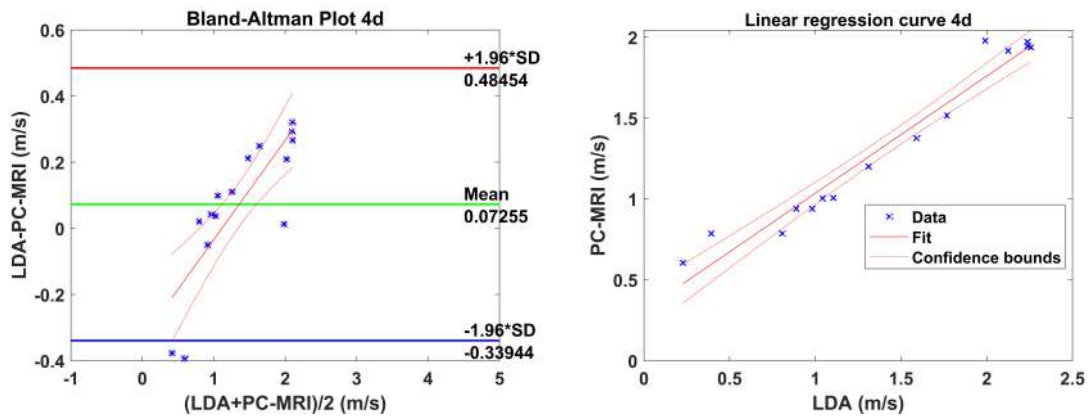 Bland-Altman Plot 4d
0.6
0.4
0.2
0
-0.2
-0.4
LDA-PC-MRI (m/s)
+1.96*SD
0.48454
Mean
0.07255
-1.96*SD
-0.33944
-1 0 1 2 3 4 5
(LDA+PC-MRI)/2 (m/s)
Linear regression curve 4d
2
1.5
1
0.5
0
PC-MRI (m/s)
Data
Fit
Confidence bounds
0 0.5 1 1.5 2 2.5
LDA (m/s)